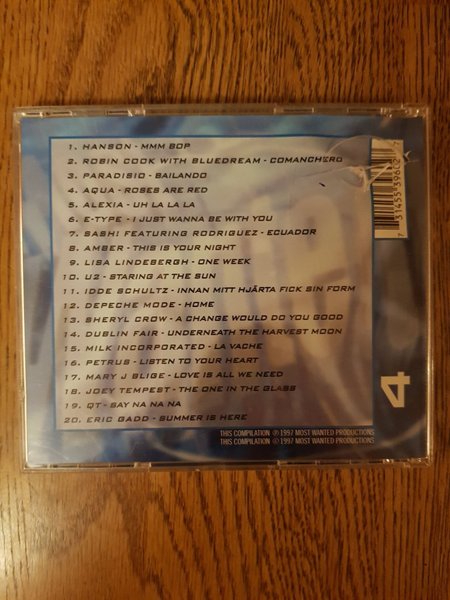 1. HANSON - MMM BOP
2. ROBIN COOK WITH BLUEDREAM - COMANCHERO
3. PARADISIO - BAILANDO
4. AQUA - ROSES ARE RED
5. ALEXIA - UH LA LA LA
6. E-TYPE - I JUST WANNA BE WITH YOU
7. SASH! FEATURING RODRIGUEZ - ECUADOR
8. AMBER - THIS IS YOUR NIGHT
9. LISA LINDEBERGH - ONE WEEK
10. U2 - STARING AT THE SUN
11. IDDE SCHULTZ - INNAN MITT HJÄRTA FICK SIN FORM
12. DEPECHE MODE - HOME
13. SHERYL CROW - A CHANGE WOULD DO YOU GOOD
14. DUBLIN FAIR - UNDERNEATH THE HARVEST MOON
15. MILK INCORPORATED - LA VACHE
16. PETRUS - LISTEN TO YOUR HEART
17. MARY J BLIGE - LOVE IS ALL WE NEED
18. JOEY TEMPEST - THE ONE IN THE GLASS
19. QT - SAY NA NA NA
20. ERIC GADD - SUMMER IS HERE
THIS COMPILATION ℗ 1997 MOST WANTED PRODUCTIONS
THIS COMPILATION © 1997 MOST WANTED PRODUCTIONS
4